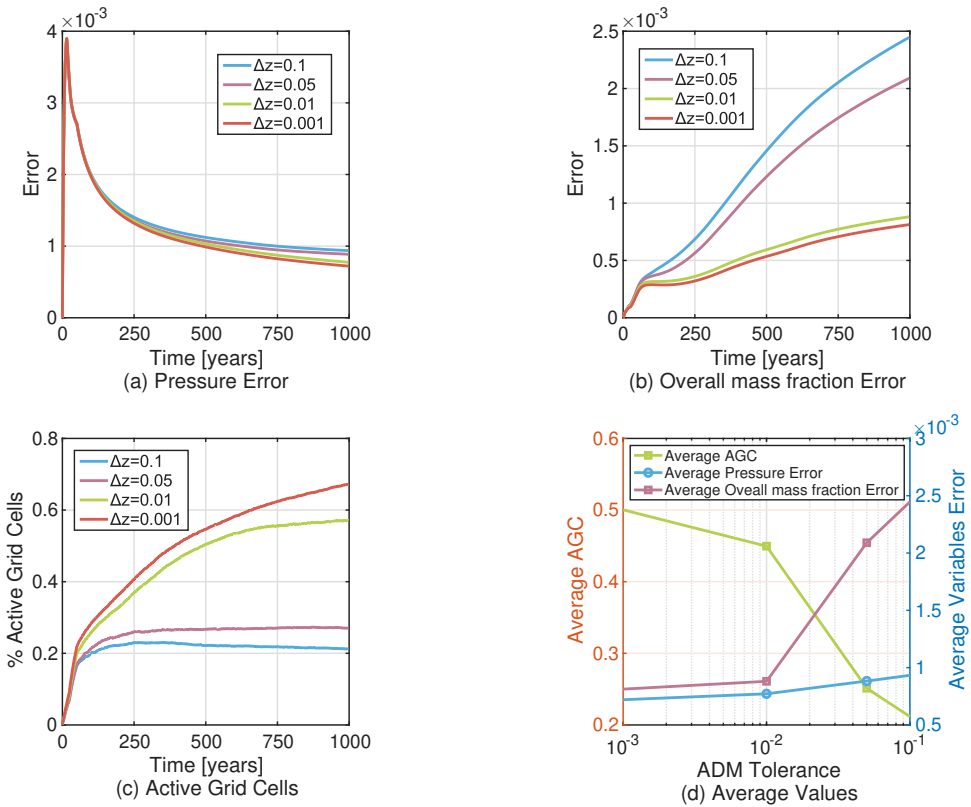 ×10⁻³
4
3
2
1
0
Error
Δz=0.1
Δz=0.05
Δz=0.01
Δz=0.001
0 250 500 750 1000
Time [years]
(a) Pressure Error
×10⁻³
2.5
2
1.5
1
0.5
0
Error
Δz=0.1
Δz=0.05
Δz=0.01
Δz=0.001
0 250 500 750 1000
Time [years]
(b) Overall mass fraction Error
0.8
0.6
0.4
0.2
0
% Active Grid Cells
Δz=0.1
Δz=0.05
Δz=0.01
Δz=0.001
0 250 500 750 1000
Time [years]
(c) Active Grid Cells
×10⁻³
0.6
0.5
0.4
0.3
0.2
Average AGC
Average AGC
Average Pressure Error
Average Oveall mass fraction Error
3
2.5
2
1.5
1
0.5
Average Variables Error
10⁻³ 10⁻² 10⁻¹
ADM Tolerance
(d) Average Values